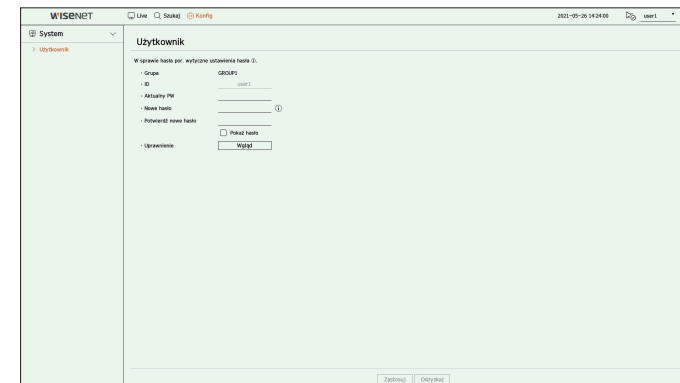 WISENET Live Szukaj Konfig 2021-05-26 14:24:00 user1
System
> Użytkownik
Użytkownik
W sprawie hasła por. wytyczne ustawienia hasła ⓘ.
• Grupa GROUP1
• ID user1
• Aktualny PW
• Nowe hasło ⓘ
• Potwierdź nowe hasło
Pokaż hasło
• Uprawnienie Wgląd
Zastosuj Odzyskaj